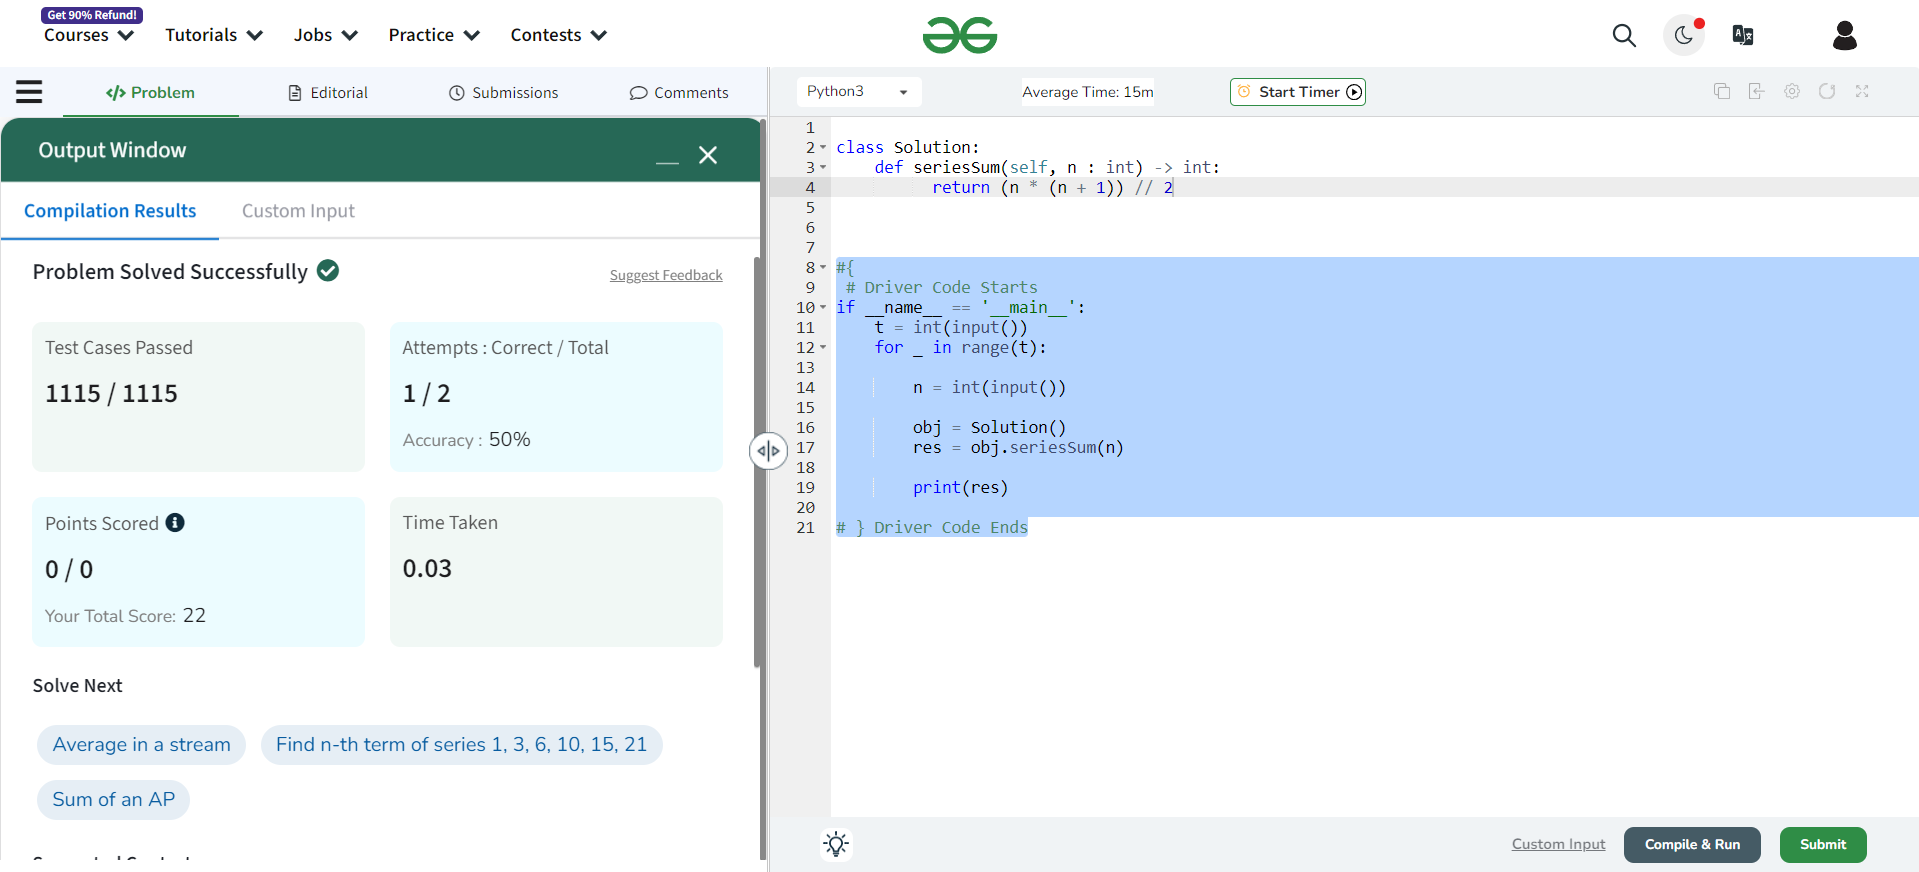 Get 90% Refund!
Courses Tutorials Jobs Practice Contests
Problem Editorial Submissions Comments
Output Window
Compilation Results Custom Input
Problem Solved Successfully
Suggest Feedback
Test Cases Passed
1115 / 1115
Attempts : Correct / Total
1 / 2
Accuracy : 50%
Points Scored
0 / 0
Your Total Score: 22
Time Taken
0.03
Solve Next
Average in a stream Find n-th term of series 1, 3, 6, 10, 15, 21
Sum of an AP
Python3 Average Time: 15m Start Timer
1
2 class Solution:
3     def seriesSum(self, n : int) -> int:
4           return (n * (n + 1)) // 2
5
6
7
8 #{
9  # Driver Code Starts
10 if __name__ == '__main__':
11     t = int(input())
12     for _ in range(t):
13
14         n = int(input())
15
16         obj = Solution()
17         res = obj.seriesSum(n)
18
19         print(res)
20
21 # } Driver Code Ends
Custom Input Compile & Run Submit